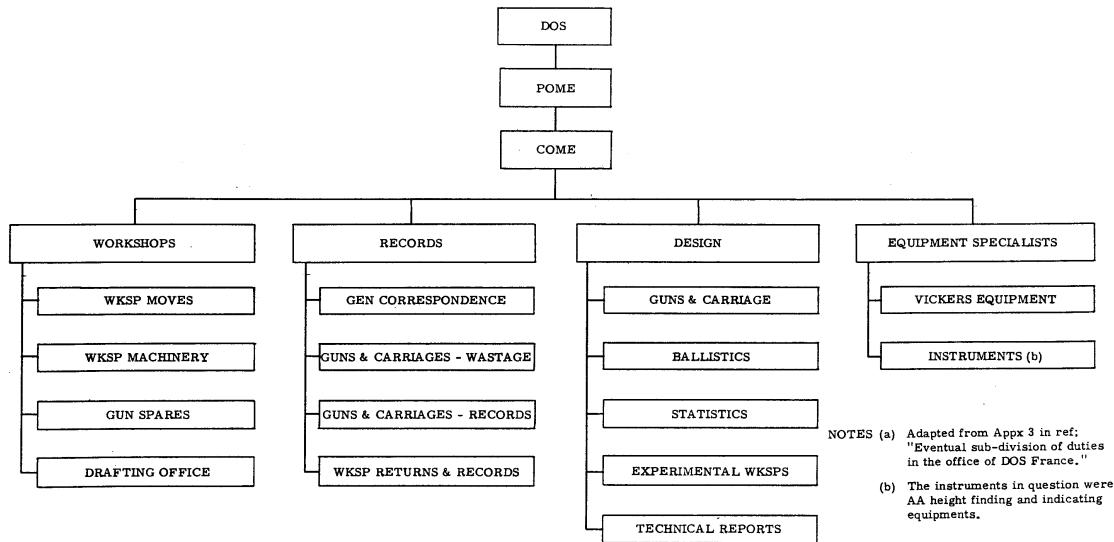 DOS
POME
COME
WORKSHOPS
WKSP MOVES
WKSP MACHINERY
GUN SPARES
DRAFTING OFFICE
RECORDS
GEN CORRESPONDENCE
GUNS & CARRIAGES - WASTAGE
GUNS & CARRIAGES - RECORDS
WKSP RETURNS & RECORDS
DESIGN
GUNS & CARRIAGE
BALLISTICS
STATISTICS
EXPERIMENTAL WKSPS
TECHNICAL REPORTS
EQUIPMENT SPECIALISTS
VICKERS EQUIPMENT
INSTRUMENTS (b)
NOTES (a) Adapted from Appx 3 in ref;
"Eventual sub-division of duties
in the office of DOS France."
(b) The instruments in question were
AA height finding and indicating
equipments.